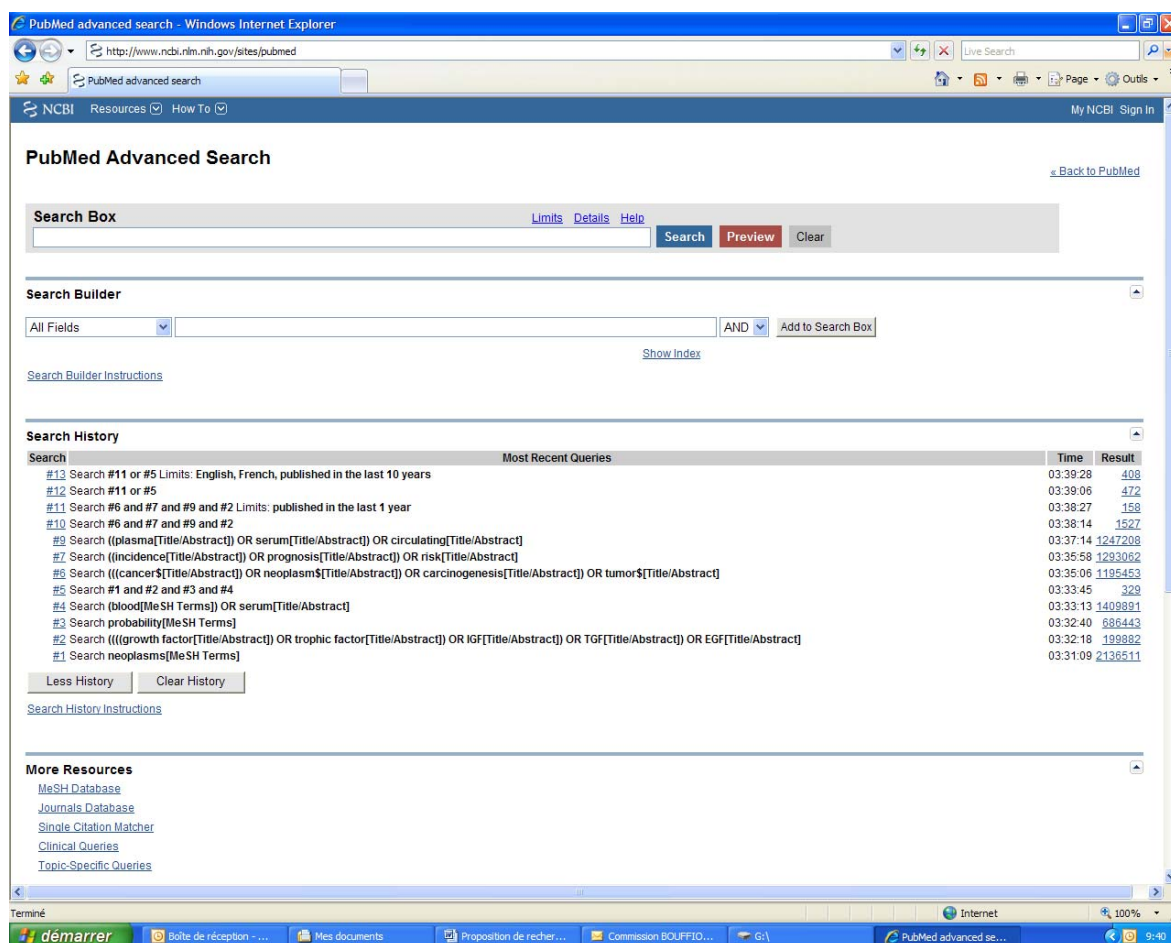 PubMed advanced search - Windows Internet Explorer
http://www.ncbi.nlm.nih.gov/sites/pubmed
Live Search
PubMed advanced search
Page
Outils
NCBI Resources How To My NCBI Sign In
PubMed Advanced Search
« Back to PubMed
Search Box Limits Details Help
Search Preview Clear
Search Builder
All Fields AND Add to Search Box
Show Index
Search Builder Instructions
Search History
Search Most Recent Queries Time Result
#13 Search #11 or #5 Limits: English, French, published in the last 10 years 03:39:28 408
#12 Search #11 or #5 03:39:06 472
#11 Search #6 and #7 and #9 and #2 Limits: published in the last 1 year 03:38:27 158
#10 Search #6 and #7 and #9 and #2 03:38:14 1527
#9 Search ((plasma[Title/Abstract]) OR serum[Title/Abstract]) OR circulating[Title/Abstract] 03:37:14 1247208
#7 Search ((incidence[Title/Abstract]) OR prognosis[Title/Abstract]) OR risk[Title/Abstract] 03:35:58 1293062
#6 Search (((cancer$[Title/Abstract]) OR neoplasm$[Title/Abstract]) OR carcinogenesis[Title/Abstract]) OR tumor$[Title/Abstract] 03:35:06 1195453
#5 Search #1 and #2 and #3 and #4 03:33:45 329
#4 Search (blood[MeSH Terms]) OR serum[Title/Abstract] 03:33:13 1409891
#3 Search probability[MeSH Terms] 03:32:40 686443
#2 Search ((((growth factor[Title/Abstract]) OR trophic factor[Title/Abstract]) OR IGF[Title/Abstract]) OR TGF[Title/Abstract]) OR EGF[Title/Abstract] 03:32:18 199882
#1 Search neoplasms[MeSH Terms] 03:31:09 2136511
Less History Clear History
Search History Instructions
More Resources
MeSH Database
Journals Database
Single Citation Matcher
Clinical Queries
Topic-Specific Queries
Terminé Internet 100%
démarrer Boîte de réception - ... Mes documents Proposition de recher... Commission BOUFFIO... G:\ PubMed advanced se... 9:40